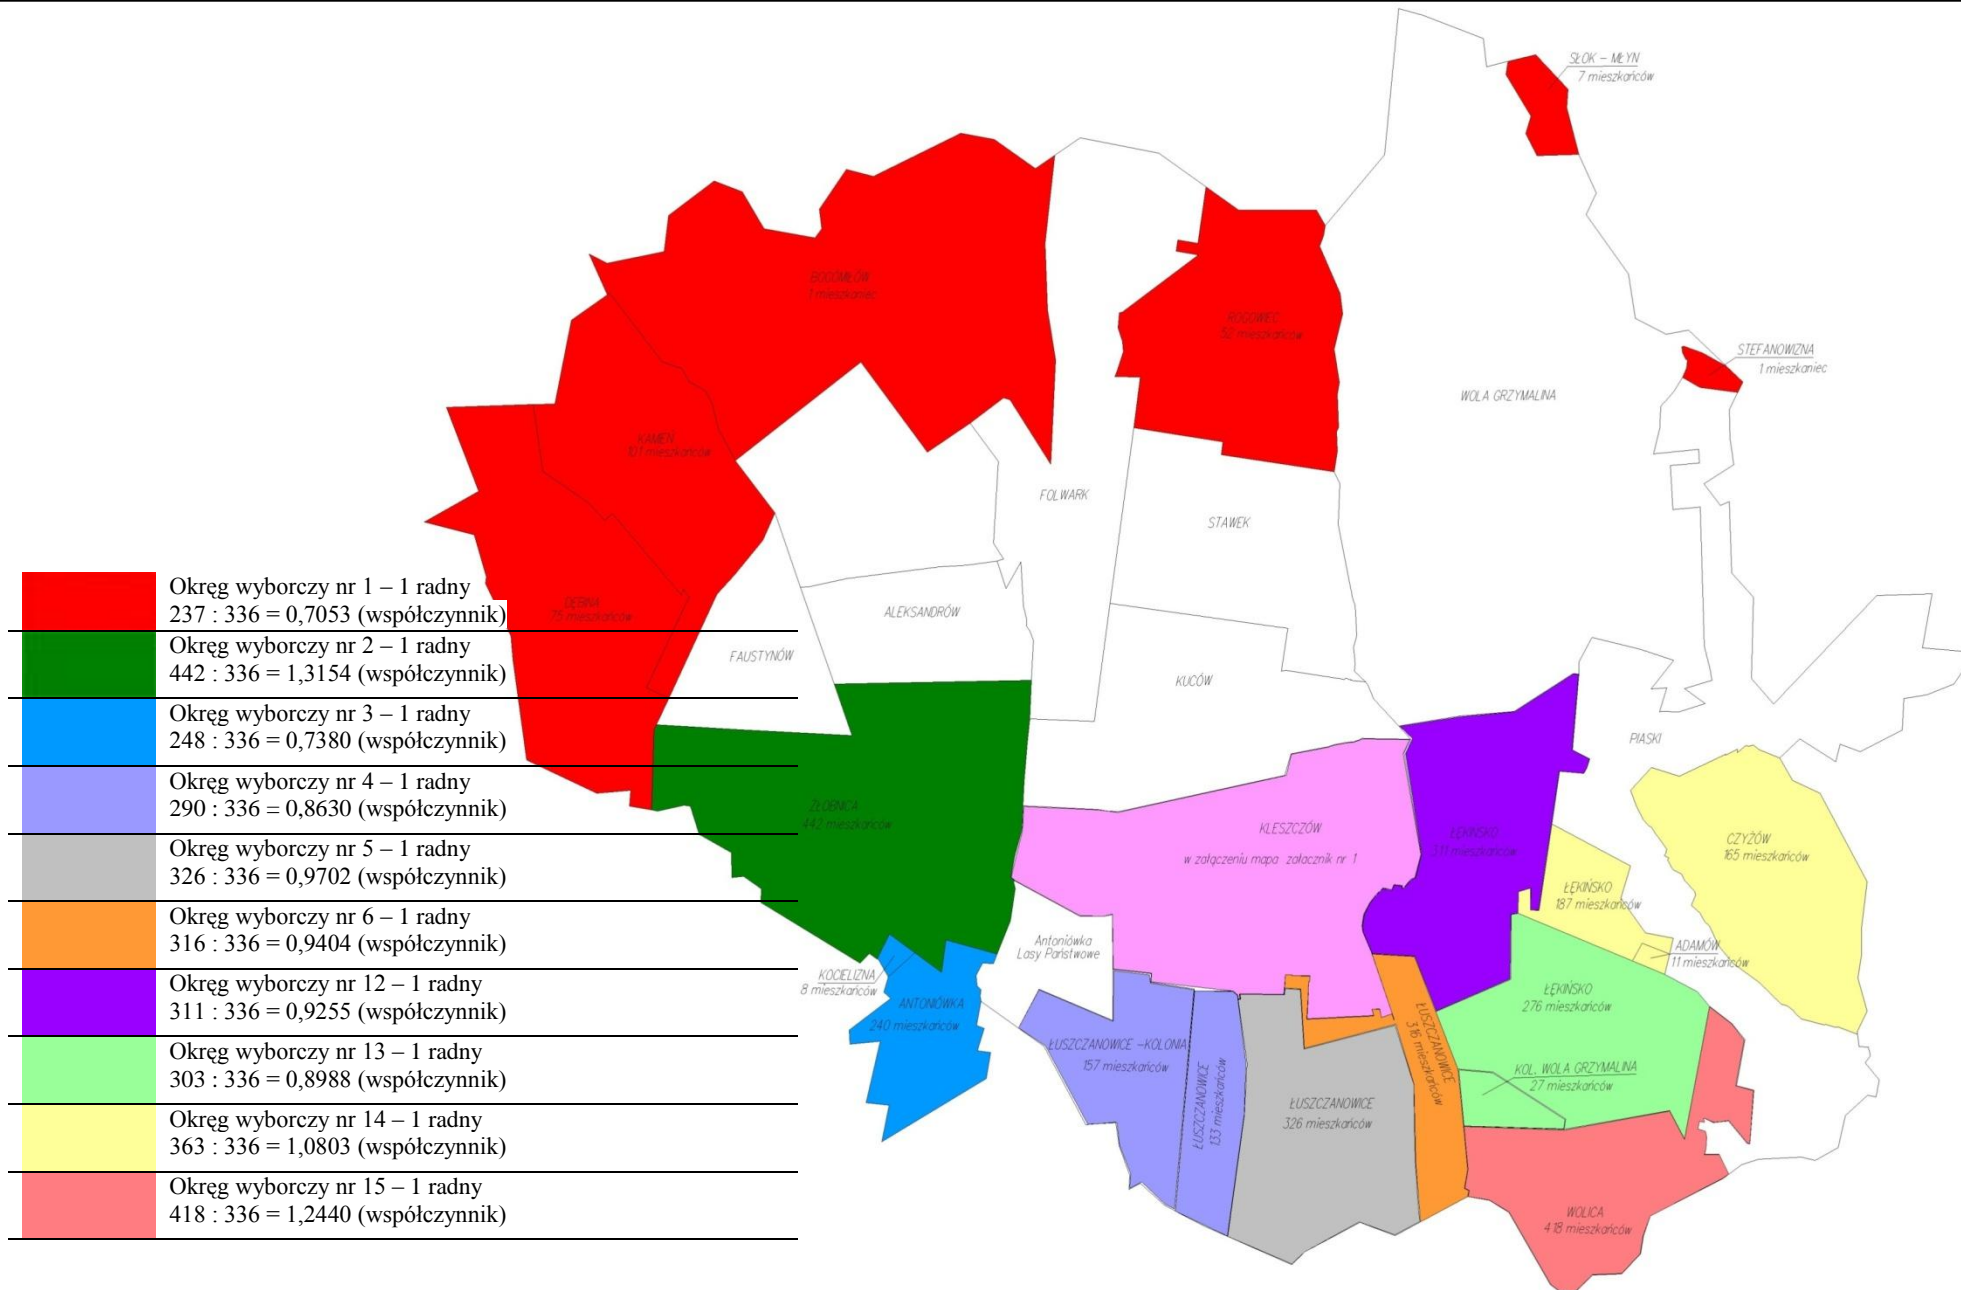 SŁOK - MŁYN
7 mieszkańców
BOGUMIŁÓW
1 mieszkaniec
ROGOWIEC
52 mieszkańców
STEFANOWIZNA
1 mieszkaniec
WOLA GRZYMALINA
KAMIEŃ
101 mieszkańców
FOLWARK
STAWEK
DĘBINA
75 mieszkańców
ALEKSANDRÓW
FAUSTYNÓW
KUCÓW
PIASKI
ŻŁOBNICA
442 mieszkańców
KLESZCZÓW
w załączeniu mapa załacznik nr 1
ŁĘKIŃSKO
311 mieszkańców
CZYŻÓW
165 mieszkańców
ŁĘKIŃSKO
187 mieszkańców
ADAMÓW
11 mieszkańców
Antoniówka
Lasy Państwowe
KOCIELIZNA
8 mieszkańców
ANTONIÓWKA
240 mieszkańców
ŁĘKIŃSKO
276 mieszkańców
ŁUSZCZANOWICE
316 mieszkańców
ŁUSZCZANOWICE -KOLONIA
157 mieszkańców
ŁUSZCZANOWICE
133 mieszkańców
ŁUSZCZANOWICE
326 mieszkańców
KOL. WOLA GRZYMALINA
27 mieszkańców
WOLICA
418 mieszkańców
Okręg wyborczy nr 1 – 1 radny
237 : 336 = 0,7053 (współczynnik)
Okręg wyborczy nr 2 – 1 radny
442 : 336 = 1,3154 (współczynnik)
Okręg wyborczy nr 3 – 1 radny
248 : 336 = 0,7380 (współczynnik)
Okręg wyborczy nr 4 – 1 radny
290 : 336 = 0,8630 (współczynnik)
Okręg wyborczy nr 5 – 1 radny
326 : 336 = 0,9702 (współczynnik)
Okręg wyborczy nr 6 – 1 radny
316 : 336 = 0,9404 (współczynnik)
Okręg wyborczy nr 12 – 1 radny
311 : 336 = 0,9255 (współczynnik)
Okręg wyborczy nr 13 – 1 radny
303 : 336 = 0,8988 (współczynnik)
Okręg wyborczy nr 14 – 1 radny
363 : 336 = 1,0803 (współczynnik)
Okręg wyborczy nr 15 – 1 radny
418 : 336 = 1,2440 (współczynnik)